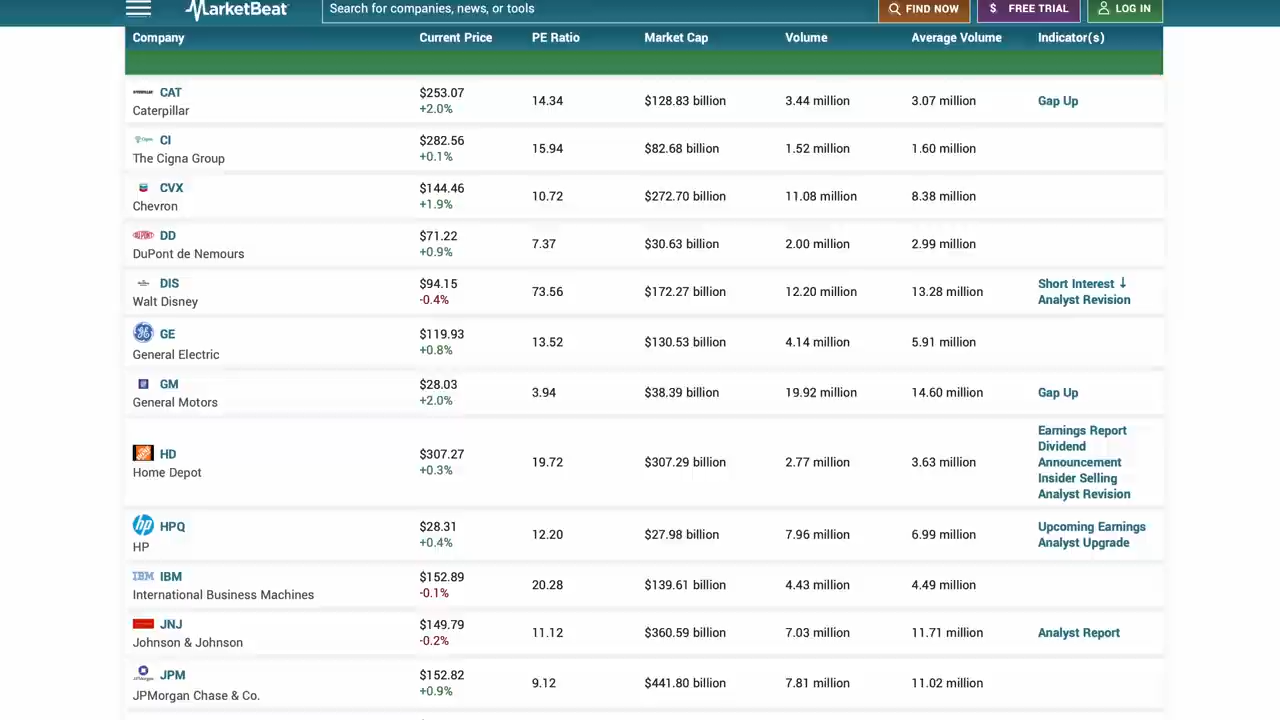 MarketBeat
Search for companies, news, or tools
FIND NOW
$ FREE TRIAL
LOG IN
Company Current Price PE Ratio Market Cap Volume Average Volume Indicator(s)
CAT
Caterpillar
$253.07
+2.0%
14.34 $128.83 billion 3.44 million 3.07 million Gap Up
CI
The Cigna Group
$282.56
+0.1%
15.94 $82.68 billion 1.52 million 1.60 million
CVX
Chevron
$144.46
+1.9%
10.72 $272.70 billion 11.08 million 8.38 million
DD
DuPont de Nemours
$71.22
+0.9%
7.37 $30.63 billion 2.00 million 2.99 million
DIS
Walt Disney
$94.15
-0.4%
73.56 $172.27 billion 12.20 million 13.28 million
Short Interest ↓
Analyst Revision
GE
General Electric
$119.93
+0.8%
13.52 $130.53 billion 4.14 million 5.91 million
GM
General Motors
$28.03
+2.0%
3.94 $38.39 billion 19.92 million 14.60 million Gap Up
HD
Home Depot
$307.27
+0.3%
19.72 $307.29 billion 2.77 million 3.63 million
Earnings Report
Dividend
Announcement
Insider Selling
Analyst Revision
hp HPQ
HP
$28.31
+0.4%
12.20 $27.98 billion 7.96 million 6.99 million
Upcoming Earnings
Analyst Upgrade
IBM IBM
International Business Machines
$152.89
-0.1%
20.28 $139.61 billion 4.43 million 4.49 million
JNJ
Johnson & Johnson
$149.79
-0.2%
11.12 $360.59 billion 7.03 million 11.71 million Analyst Report
JPM
JPMorgan Chase & Co.
$152.82
+0.9%
9.12 $441.80 billion 7.81 million 11.02 million